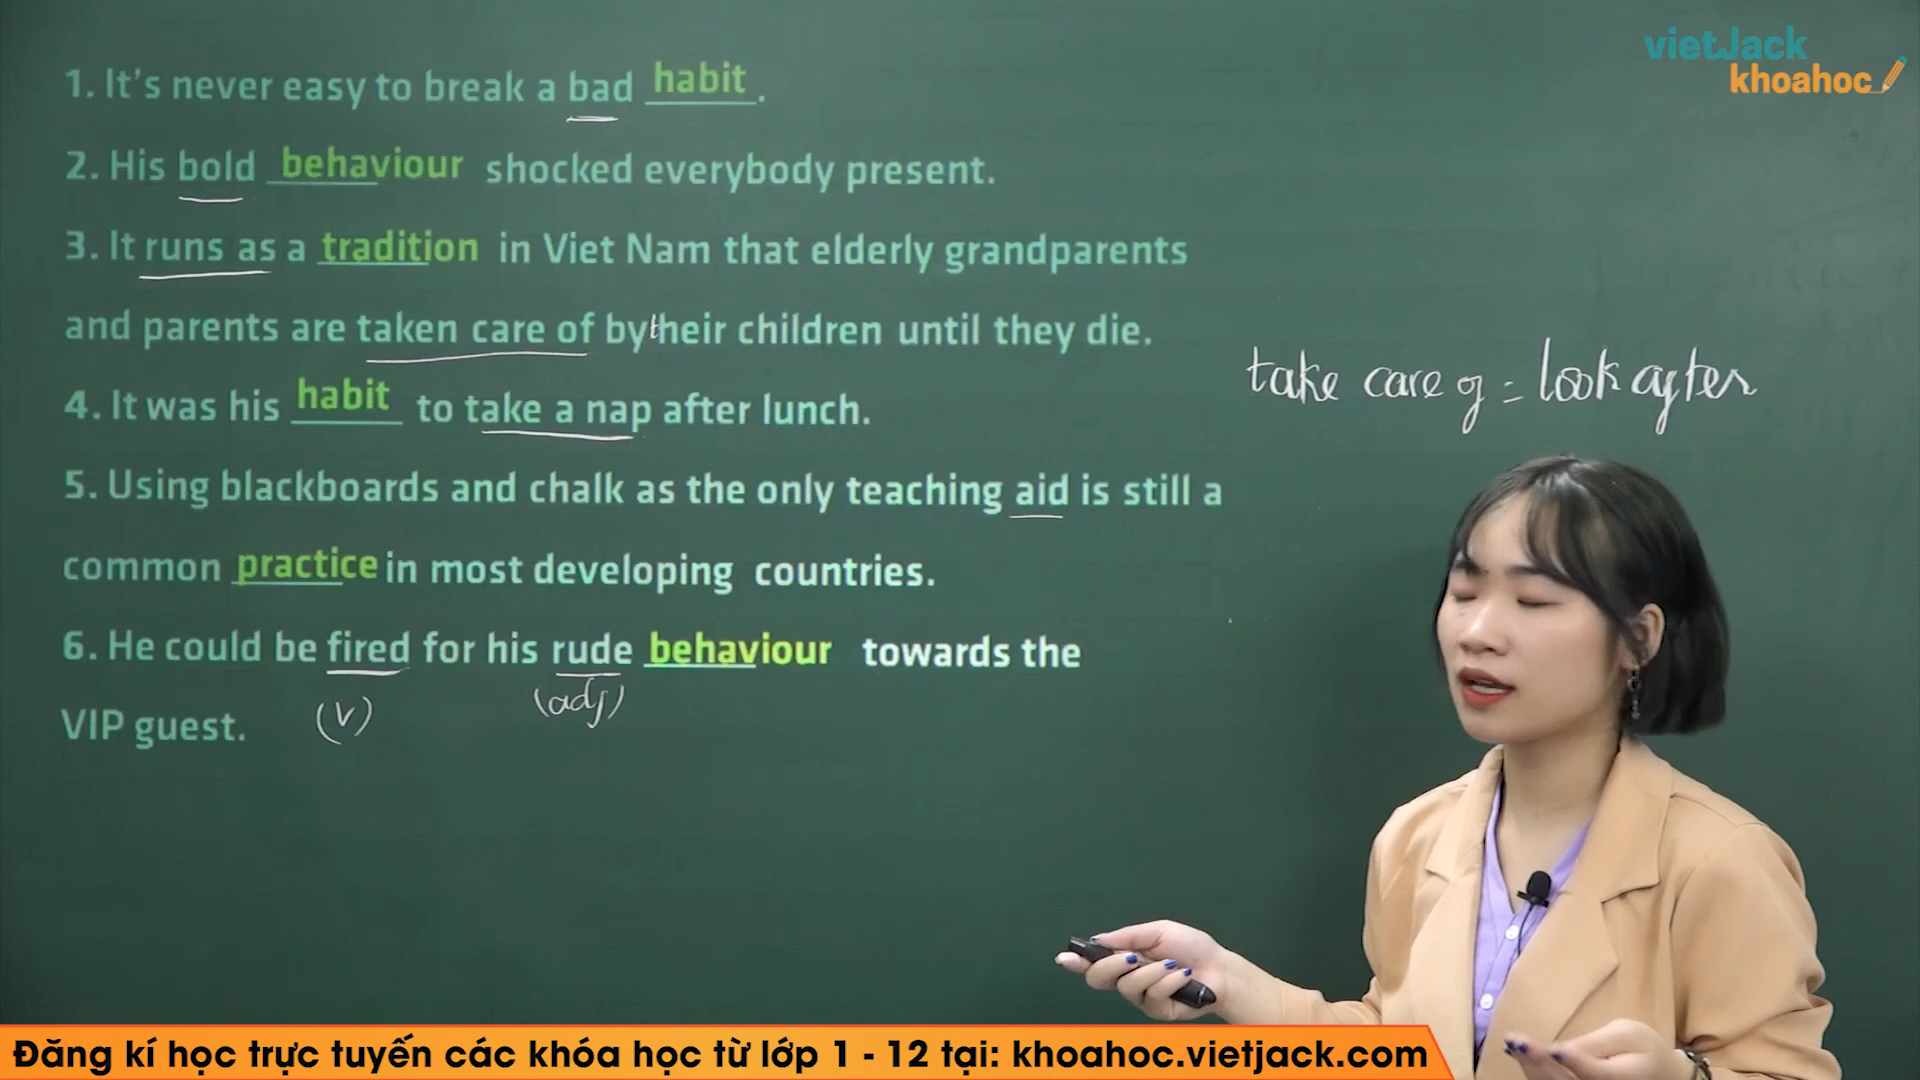 vietJack
khoahoc
1. It's never easy to break a bad habit.
2. His bold behaviour shocked everybody present.
3. It runs as a tradition in Viet Nam that elderly grandparents
and parents are taken care of by their children until they die.
take care of = look after
4. It was his habit to take a nap after lunch.
5. Using blackboards and chalk as the only teaching aid is still a
common practice in most developing countries.
6. He could be fired for his rude behaviour towards the
(v) (adj)
VIP guest.
Đăng kí học trực tuyến các khóa học từ lớp 1 - 12 tại: khoahoc.vietjack.com